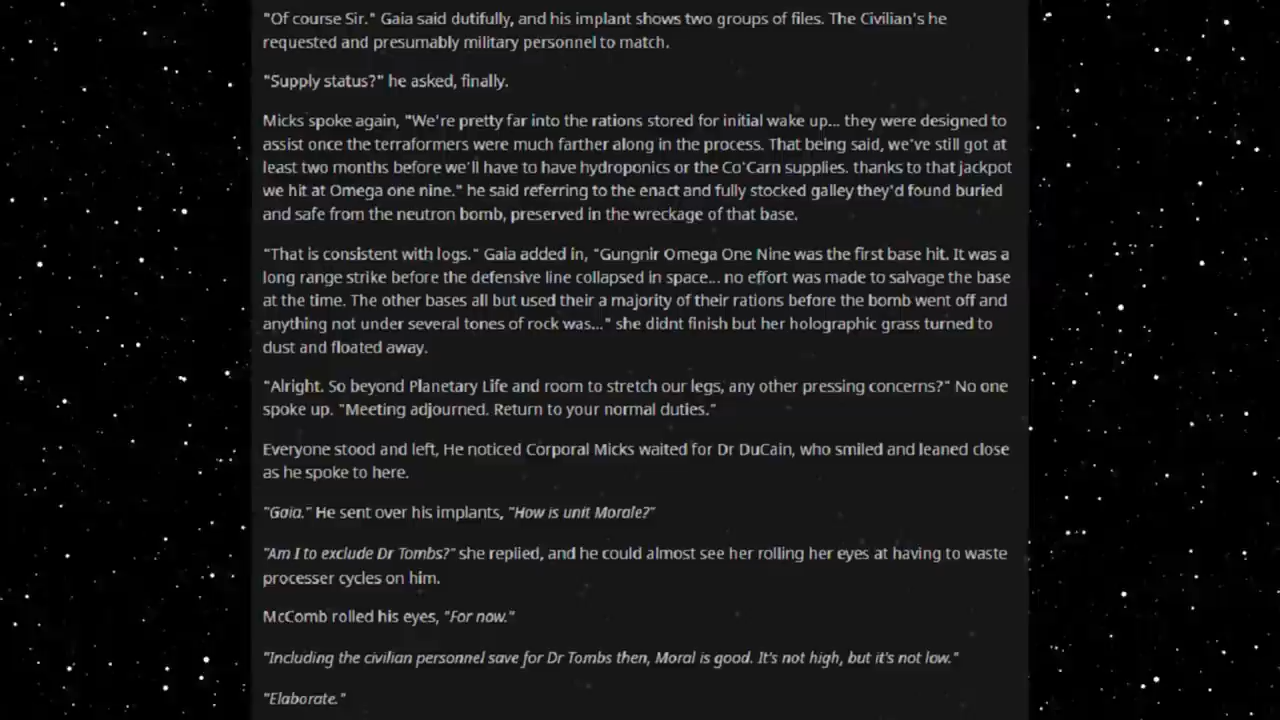 "Of course Sir." Gaia said dutifully, and his implant shows two groups of files. The Civilian's he
requested and presumably military personnel to match.
"Supply status?" he asked, finally.
Micks spoke again, "We're pretty far into the rations stored for initial wake up... they were designed to
assist once the terraformers were much farther along in the process. That being said, we've still got at
least two months before we'll have to have hydroponics or the Co'Carn supplies. thanks to that jackpot
we hit at Omega one nine." he said referring to the enact and fully stocked galley they'd found buried
and safe from the neutron bomb, preserved in the wreckage of that base.
"That is consistent with logs." Gaia added in, "Gungnir Omega One Nine was the first base hit. It was a
long range strike before the defensive line collapsed in space... no effort was made to salvage the base
at the time. The other bases all but used their a majority of their rations before the bomb went off and
anything not under several tones of rock was..." she didnt finish but her holographic grass turned to
dust and floated away.
"Alright. So beyond Planetary Life and room to stretch our legs, any other pressing concerns?" No one
spoke up. "Meeting adjourned. Return to your normal duties."
Everyone stood and left, He noticed Corporal Micks waited for Dr DuCain, who smiled and leaned close
as he spoke to here.
"Gaia." He sent over his implants, "How is unit Morale?"
"Am I to exclude Dr Tombs?" she replied, and he could almost see her rolling her eyes at having to waste
processer cycles on him.
McComb rolled his eyes, "For now."
"Including the civilian personnel save for Dr Tombs then, Moral is good. It's not high, but it's not low."
"Elaborate."